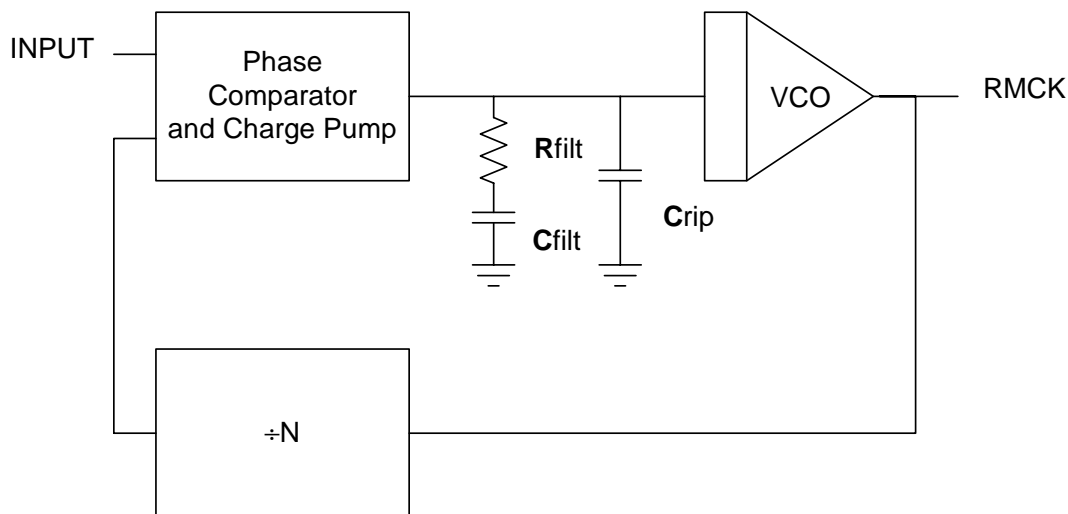 INPUT
Phase
Comparator
and Charge Pump
VCO
RMCK
Rfilt
Cfilt
Crip
÷N